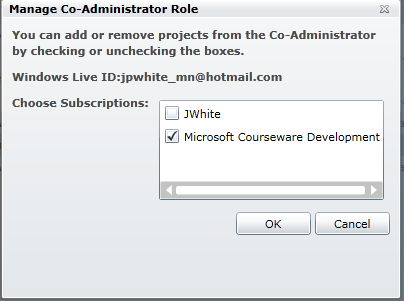 Manage Co-Administrator Role
You can add or remove projects from the Co-Administrator
by checking or unchecking the boxes.
Windows Live ID:jpwhite_mn@hotmail.com
Choose Subscriptions:
JWhite
Microsoft Courseware Development
OK
Cancel